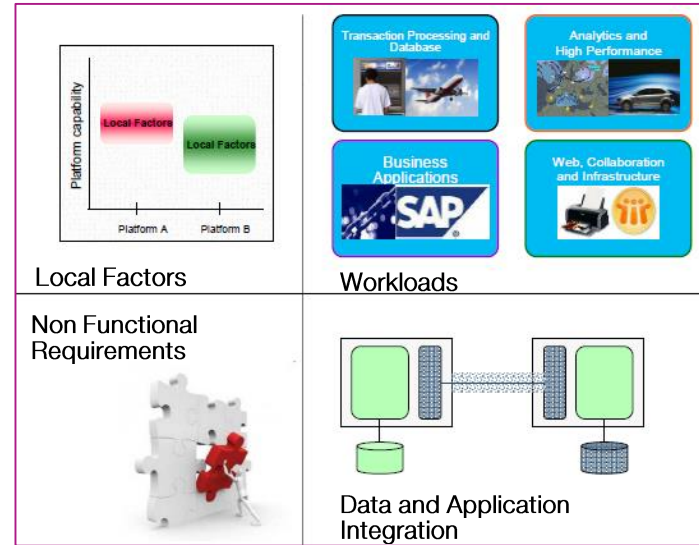 Platform capability
Local Factors
Local Factors
Platform A
Platform B
Local Factors
Transaction Processing and
Database
Analytics and
High Performance
Business
Applications
SAP
®
Web, Collaboration
and Infrastructure
Workloads
Non Functional
Requirements
Data and Application
Integration